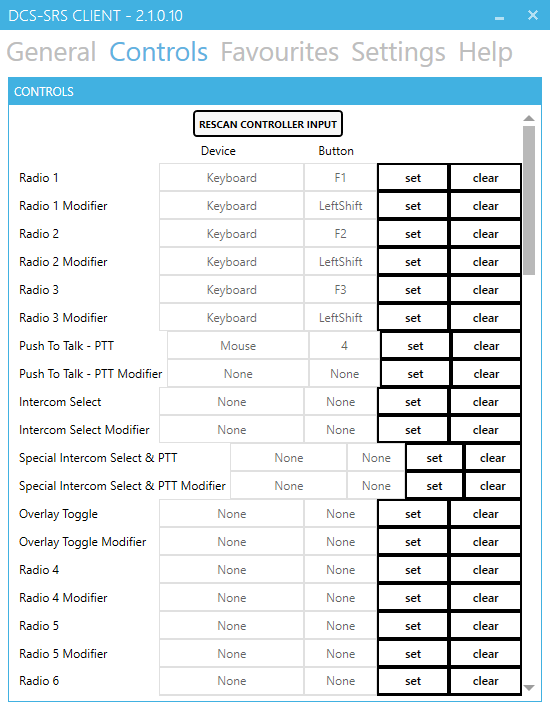 DCS-SRS CLIENT - 2.1.0.10
General Controls Favourites Settings Help
CONTROLS
RESCAN CONTROLLER INPUT
Device Button
Radio 1 Keyboard F1 set clear
Radio 1 Modifier Keyboard LeftShift set clear
Radio 2 Keyboard F2 set clear
Radio 2 Modifier Keyboard LeftShift set clear
Radio 3 Keyboard F3 set clear
Radio 3 Modifier Keyboard LeftShift set clear
Push To Talk - PTT Mouse 4 set clear
Push To Talk - PTT Modifier None None set clear
Intercom Select None None set clear
Intercom Select Modifier None None set clear
Special Intercom Select & PTT None None set clear
Special Intercom Select & PTT Modifier None None set clear
Overlay Toggle None None set clear
Overlay Toggle Modifier None None set clear
Radio 4 None None set clear
Radio 4 Modifier None None set clear
Radio 5 None None set clear
Radio 5 Modifier None None set clear
Radio 6 None None set clear